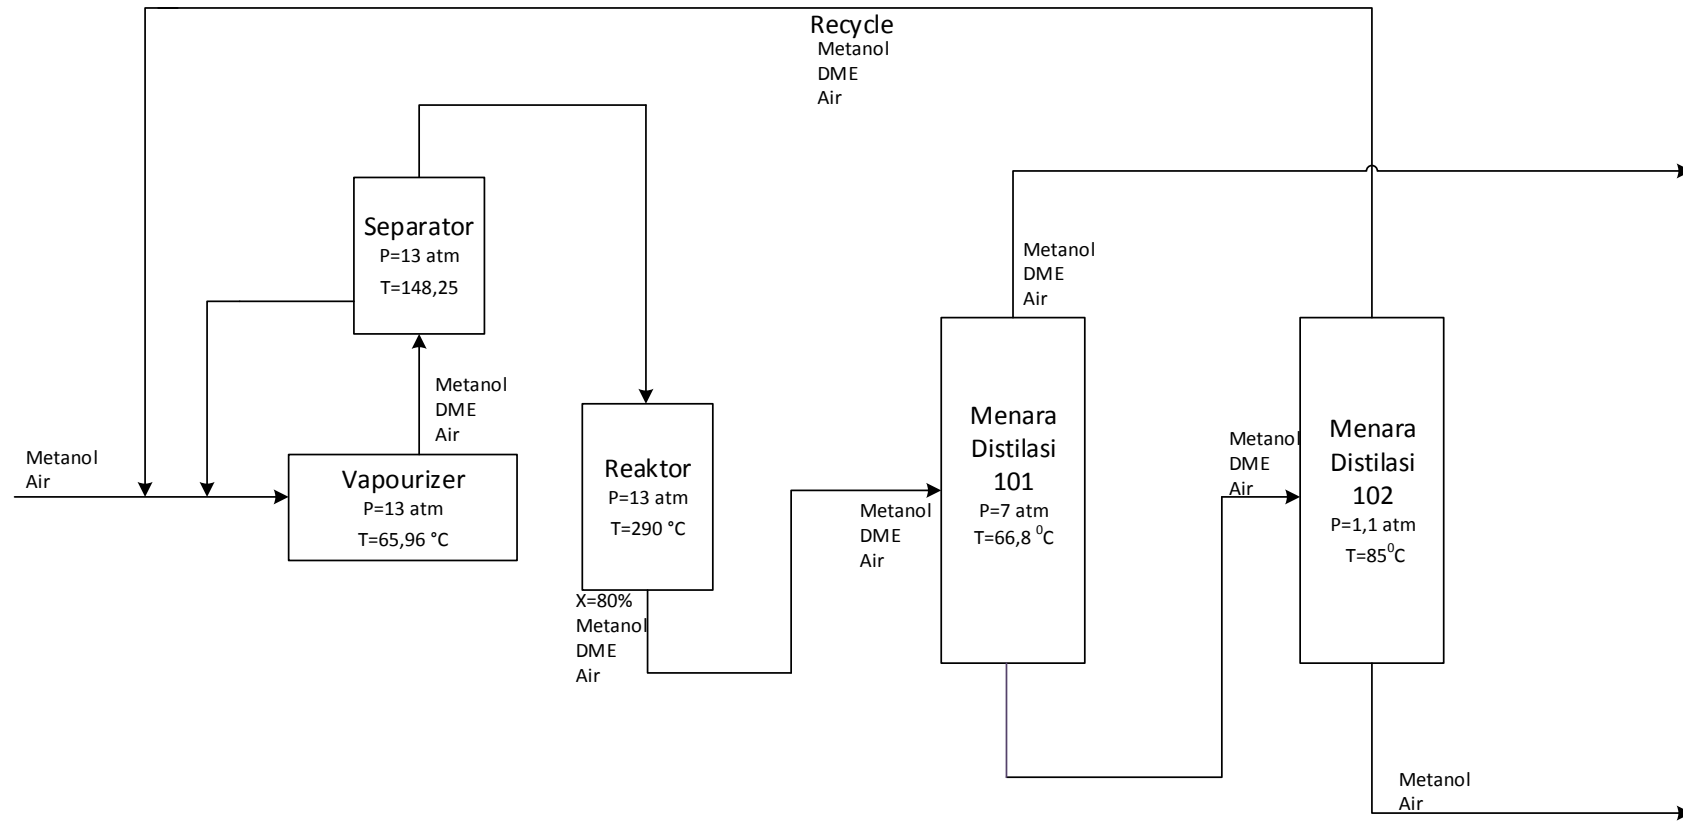 Recycle
Metanol
DME
Air
Separator
P=13 atm
T=148,25
Metanol
DME
Air
Metanol
DME
Air
Metanol
Air
Vapourizer
P=13 atm
T=65,96 °C
Reaktor
P=13 atm
T=290 °C
X=80%
Metanol
DME
Air
Metanol
DME
Air
Menara
Distilasi
101
P=7 atm
T=66,8 ⁰C
Metanol
DME
Air
Menara
Distilasi
102
P=1,1 atm
T=85⁰C
Metanol
Air